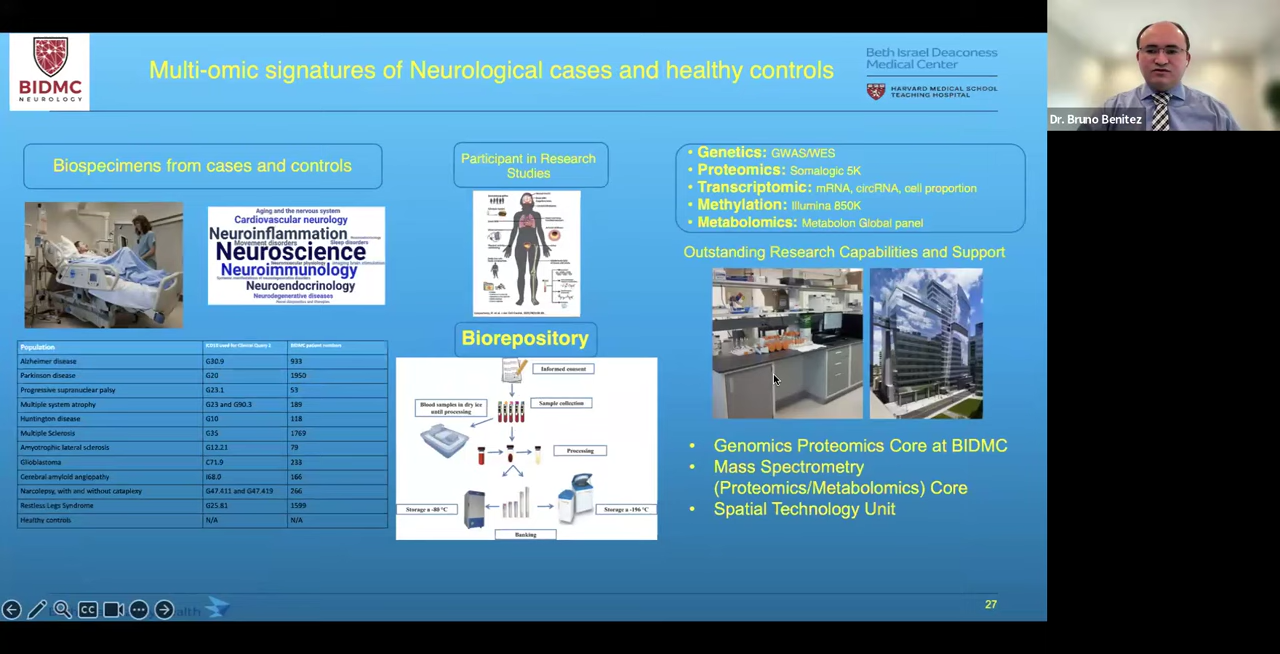 BIDMC
NEUROLOGY
Multi-omic signatures of Neurological cases and healthy controls
Beth Israel Deaconess
Medical Center
HARVARD MEDICAL SCHOOL
TEACHING HOSPITAL
Dr. Bruno Benitez
Biospecimens from cases and controls
Aging and the nervous system
Cardiovascular neurology
Neuroinflammation
Movement disorders
Sleep disorders
Neuroscience
Neuroimmunology
Neuroendocrinology
Neurodegenerative diseases
Population BIDMC patient numbers
Alzheimer disease G30.9 933
Parkinson disease G20 1950
Progressive supranuclear palsy G23.1 53
Multiple system atrophy G23 and G90.3 189
Huntington disease G10 118
Multiple Sclerosis G35 1769
Amyotrophic lateral sclerosis G12.21 79
Glioblastoma C71.9 233
Cerebral amyloid angiopathy I68.0 166
Narcolepsy, with and without cataplexy G47.411 and G47.419 266
Restless Legs Syndrome G25.81 1599
Healthy controls N/A N/A
Participant in Research
Studies
Biorepository
Informed consent
Blood samples in dry ice
until processing
Sample collection
Processing
Storage a -80 °C
Storage a -196 °C
Banking
• Genetics: GWAS/WES
• Proteomics: Somalogic 5K
• Transcriptomic: mRNA, circRNA, cell proportion
• Methylation: Illumina 850K
• Metabolomics: Metabolon Global panel
Outstanding Research Capabilities and Support
• Genomics Proteomics Core at BIDMC
• Mass Spectrometry
(Proteomics/Metabolomics) Core
• Spatial Technology Unit
CC
27